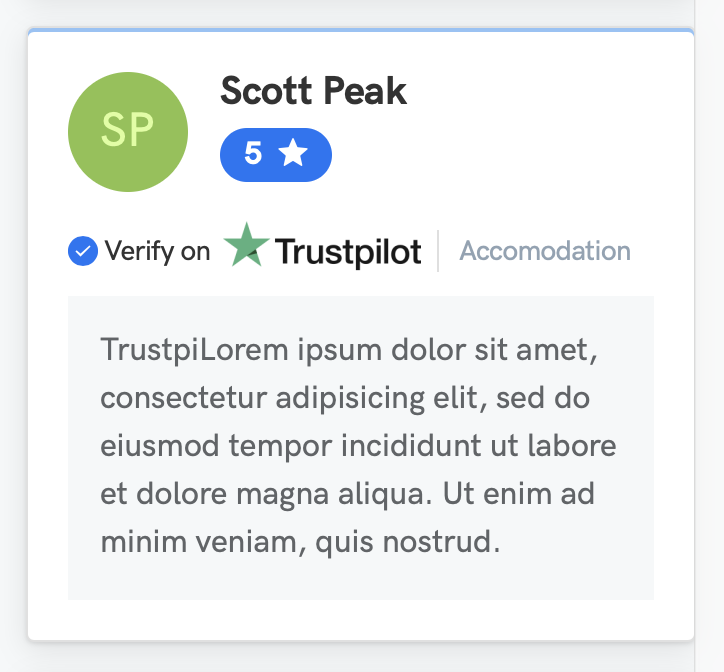 SP
Scott Peak
5
Verify on Trustpilot Accomodation
TrustpiLorem ipsum dolor sit amet,
consectetur adipisicing elit, sed do
eiusmod tempor incididunt ut labore
et dolore magna aliqua. Ut enim ad
minim veniam, quis nostrud.